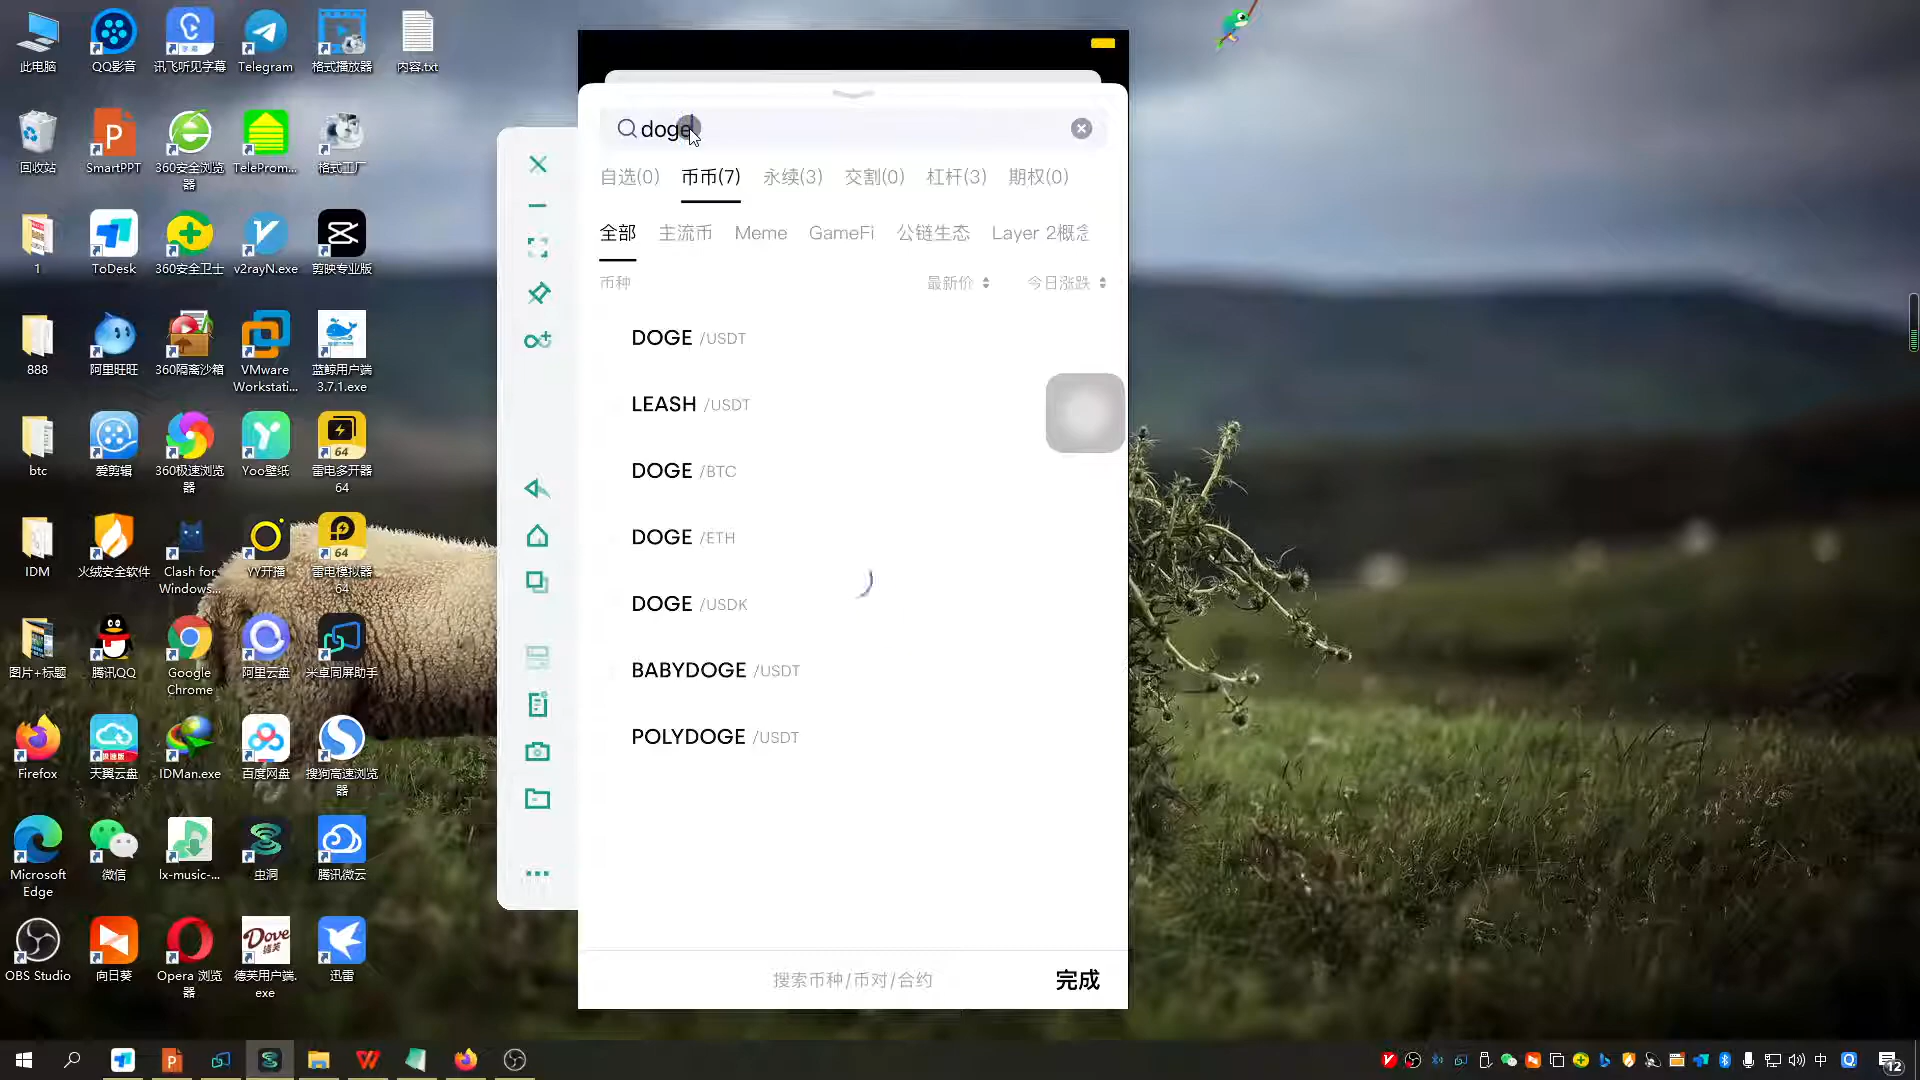 此电脑
QQ影音
讯飞听见字幕
Telegram
格式播放器
内容.txt
回收站
SmartPPT
360安全浏览器
TeleProm...
格式工厂
1
ToDesk
360安全卫士
v2rayN.exe
剪映专业版
888
阿里旺旺
360隔离沙箱
VMware Workstati...
蓝鲸用户端3.7.1.exe
btc
爱剪辑
360极速浏览器
Yoo壁纸
雷电多开器64
IDM
火绒安全软件
Clash for Windows...
YY开播
雷电模拟器64
图片+标题
腾讯QQ
Google Chrome
阿里云盘
米卓同屏助手
Firefox
天翼云盘
IDMan.exe
百度网盘
搜狗高速浏览器
Microsoft Edge
微信
lx-music-...
虫洞
腾讯微云
OBS Studio
向日葵
Opera 浏览器
德芙用户端.exe
迅雷
doge
自选(0) 币币(7) 永续(3) 交割(0) 杠杆(3) 期权(0)
全部 主流币 Meme GameFi 公链生态 Layer 2概念
币种 最新价 今日涨跌
DOGE /USDT
LEASH /USDT
DOGE /BTC
DOGE /ETH
DOGE /USDK
BABYDOGE /USDT
POLYDOGE /USDT
搜索币种/币对/合约 完成
中
12